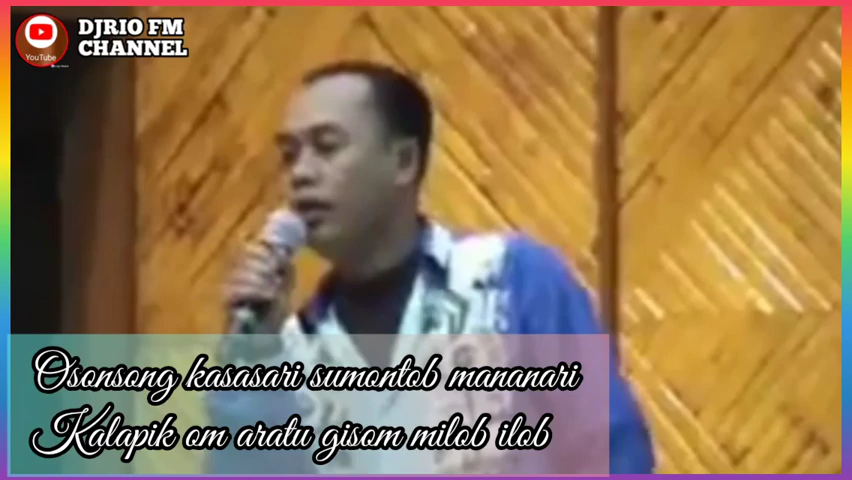 DJRIO FM
CHANNEL
YouTube
Osonsong kasasari sumontob mananari
Kalapik om aratu gisom milob ilob